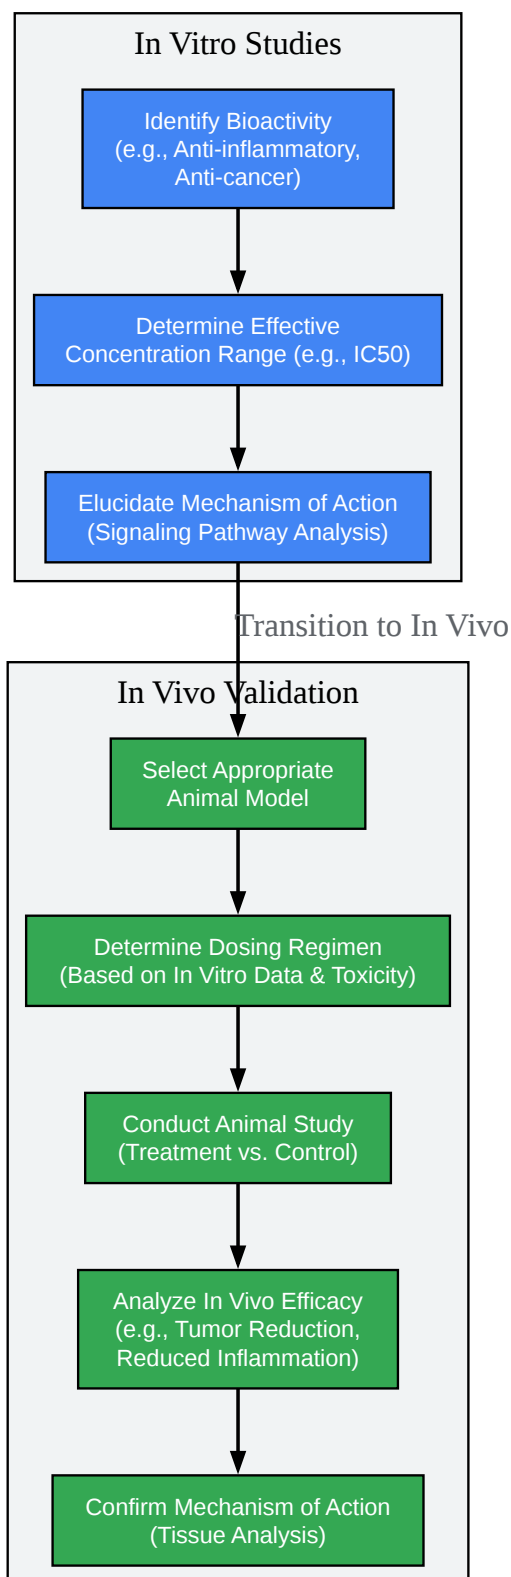 In Vitro Studies
Identify Bioactivity
(e.g., Anti-inflammatory,
Anti-cancer)
Determine Effective
Concentration Range (e.g., IC50)
Elucidate Mechanism of Action
(Signaling Pathway Analysis)
Transition to In Vivo
In Vivo Validation
Select Appropriate
Animal Model
Determine Dosing Regimen
(Based on In Vitro Data & Toxicity)
Conduct Animal Study
(Treatment vs. Control)
Analyze In Vivo Efficacy
(e.g., Tumor Reduction,
Reduced Inflammation)
Confirm Mechanism of Action
(Tissue Analysis)